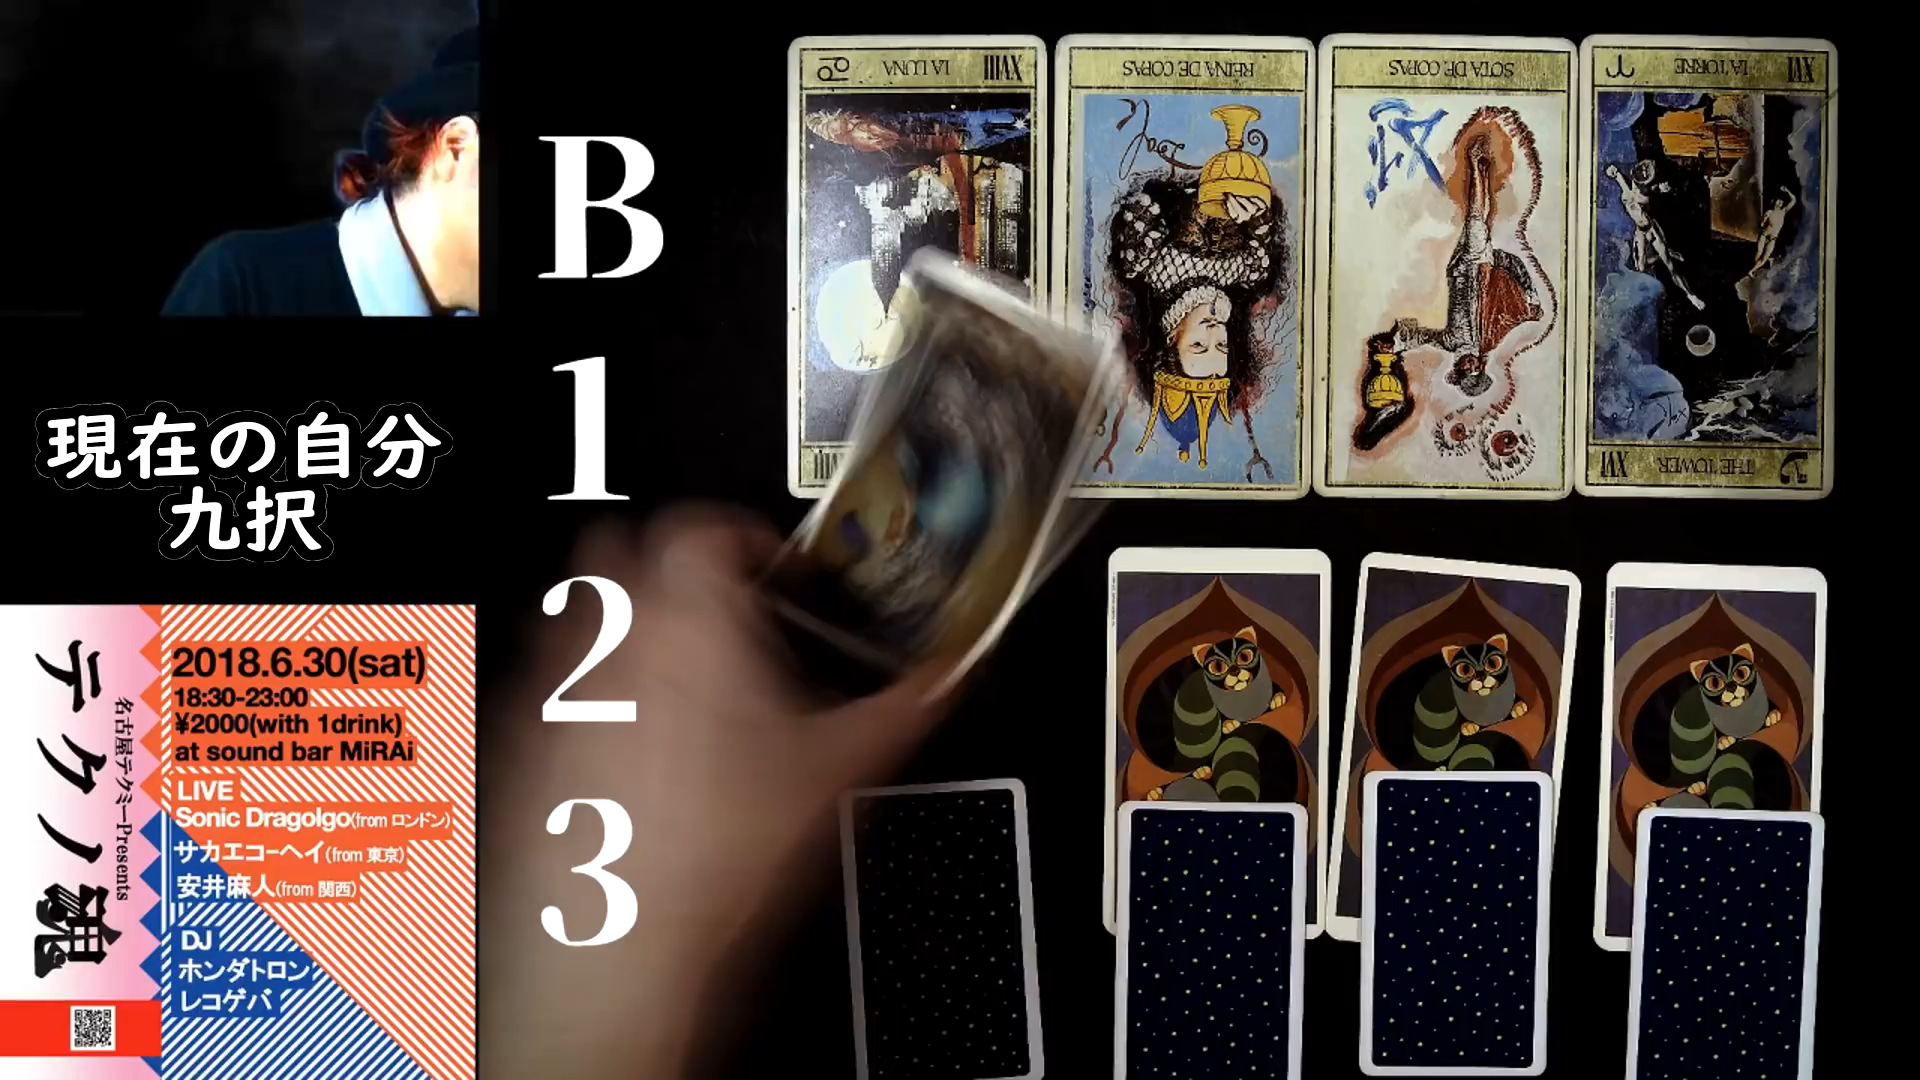 現在の自分
九択
B
1
2
3
XVIII LA LUNA
REINA DE COPAS
SOTA DE COPAS
XVI LA TORRE
XVI THE TOWER
テクノ魂
名古屋テクミーPresents
2018.6.30(sat)
18:30-23:00
¥2000(with 1drink)
at sound bar MiRAi
LIVE
Sonic Dragolgo(from ロンドン)
サカエコーヘイ(from 東京)
安井麻人(from 関西)
DJ
ホンダトロン
レコゲバ